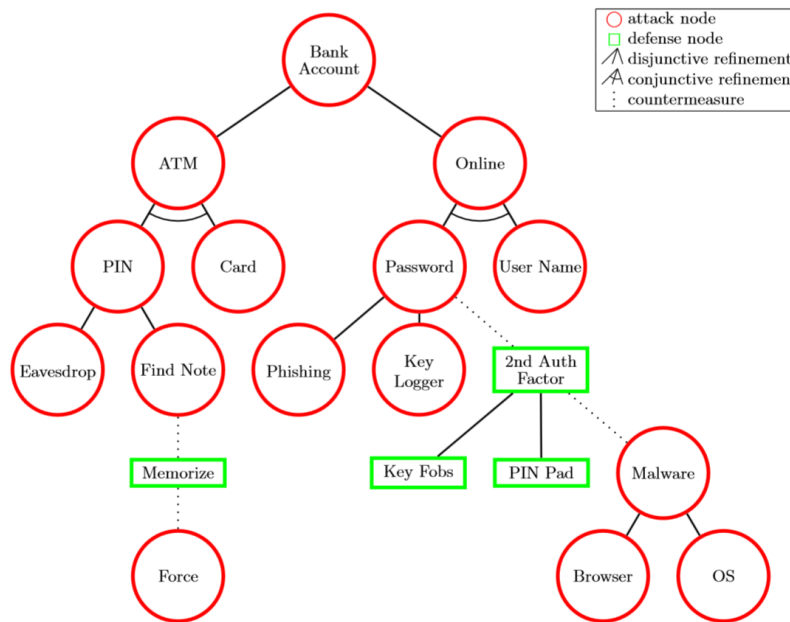 Bank
Account
attack node
defense node
disjunctive refinement
conjunctive refinement
countermeasure
ATM
Online
PIN
Card
Password
User Name
Eavesdrop
Find Note
Phishing
Key
Logger
2nd Auth
Factor
Memorize
Key Fobs
PIN Pad
Malware
Force
Browser
OS